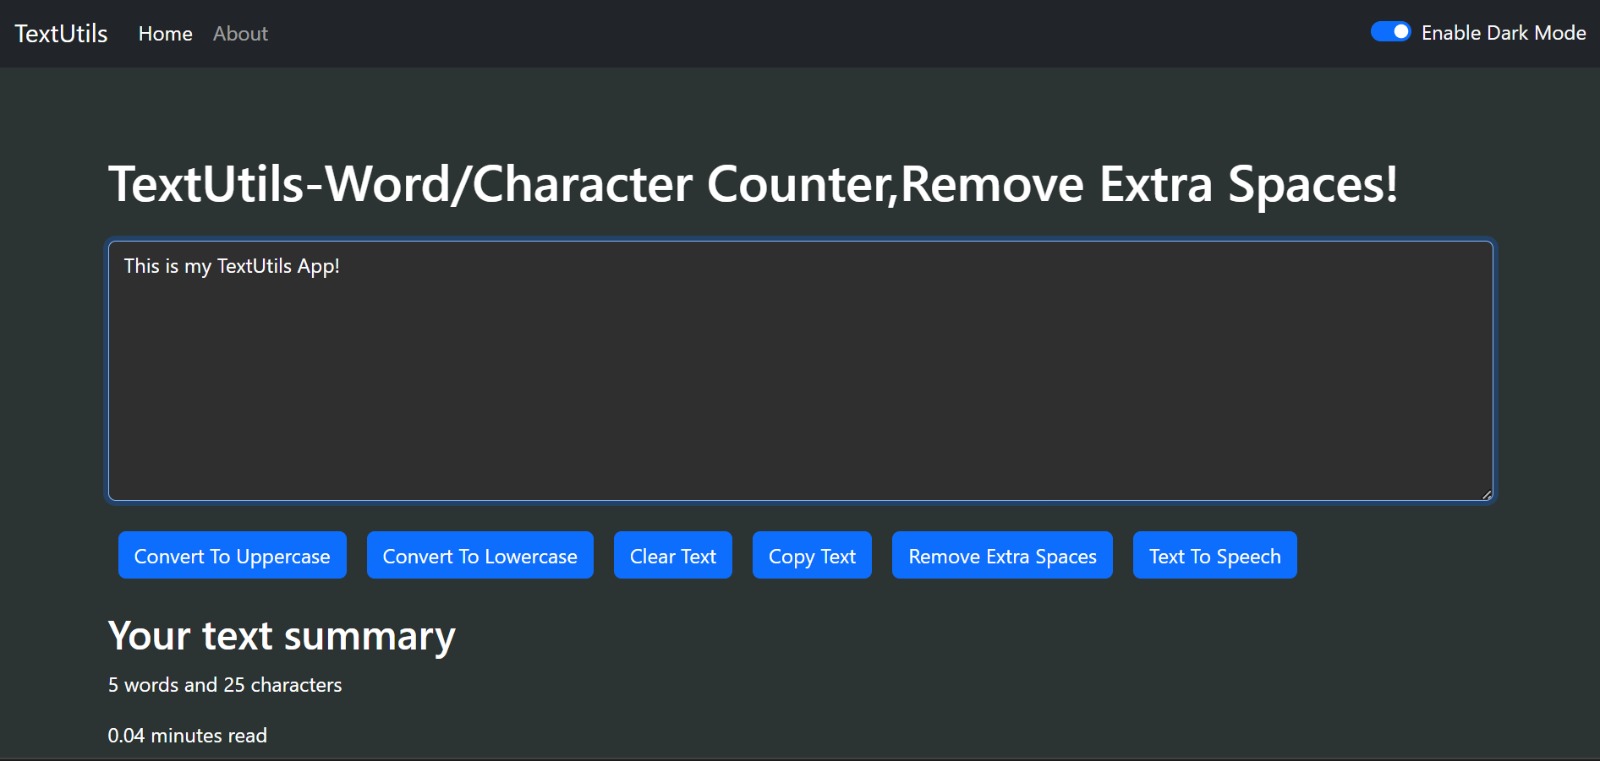 TextUtils Home About Enable Dark Mode
TextUtils-Word/Character Counter,Remove Extra Spaces!
This is my TextUtils App!
Convert To Uppercase Convert To Lowercase Clear Text Copy Text Remove Extra Spaces Text To Speech
Your text summary
5 words and 25 characters
0.04 minutes read